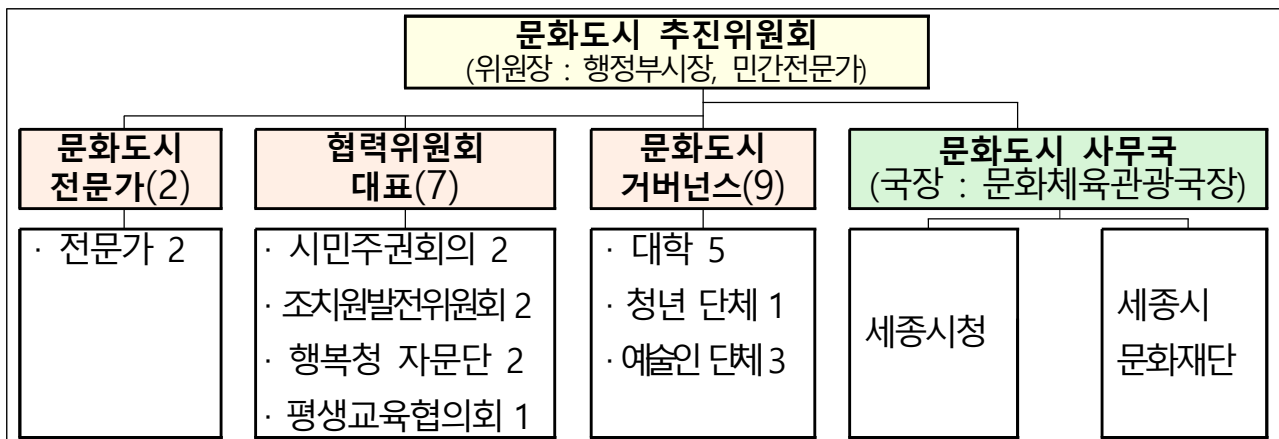 문화도시 추진위원회
(위원장 : 행정부시장, 민간전문가)
문화도시
전문가(2)
협력위원회
대표(7)
문화도시
거버넌스(9)
문화도시 사무국
(국장 : 문화체육관광국장)
· 전문가 2
· 시민주권회의 2
· 조치원발전위원회 2
· 행복청 자문단 2
· 평생교육협의회 1
· 대학 5
· 청년 단체 1
· 예술인 단체 3
세종시청
세종시
문화재단